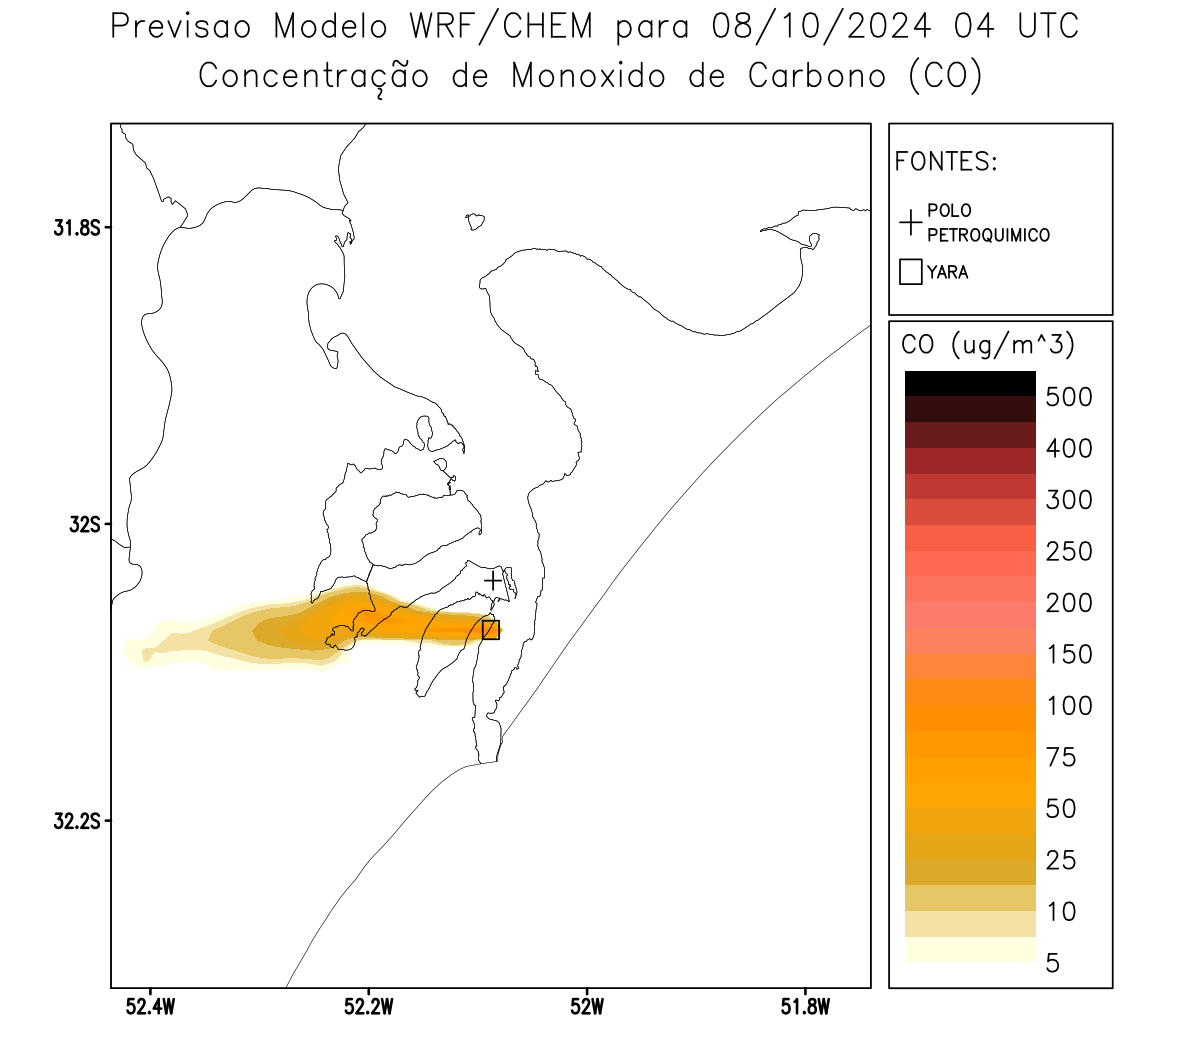 Previsao Modelo WRF/CHEM para 08/10/2024 04 UTC
Concentração de Monoxido de Carbono (CO)
FONTES:
POLO
PETROQUIMICO
YARA
CO (ug/m^3)
500
400
300
250
200
150
100
75
50
25
10
5
31.8S
32S
32.2S
52.4W
52.2W
52W
51.8W